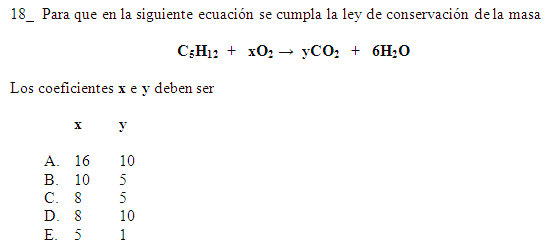 18_ Para que en la siguiente ecuación se cumpla la ley de conservación de la masa
C₅H₁₂ + xO₂ → yCO₂ + 6H₂O
Los coeficientes x e y deben ser
x y
A. 16 10
B. 10 5
C. 8 5
D. 8 10
E. 5 1